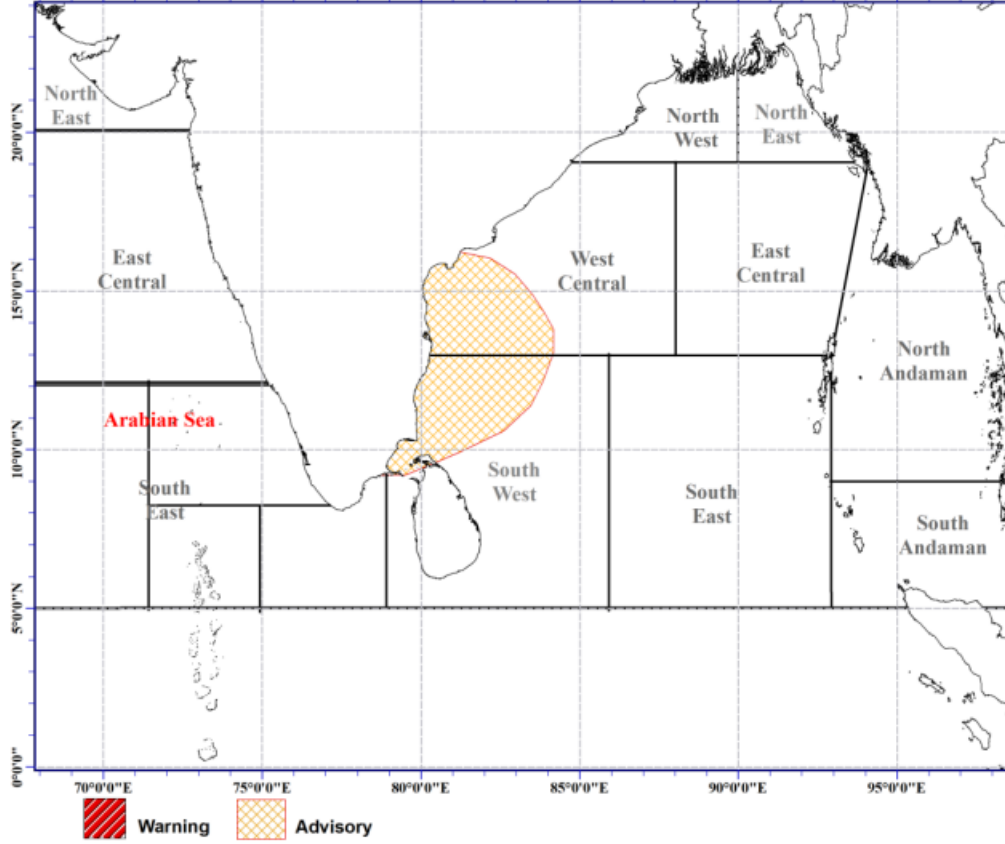 North
East
North
West
North
East
East
Central
West
Central
East
Central
North
Andaman
Arabian Sea
South
East
South
West
South
East
South
Andaman
20°0'0"N
15°0'0"N
10°0'0"N
5°0'0"N
0°0'0"
70°0'0"E
75°0'0"E
80°0'0"E
85°0'0"E
90°0'0"E
95°0'0"E
Warning
Advisory